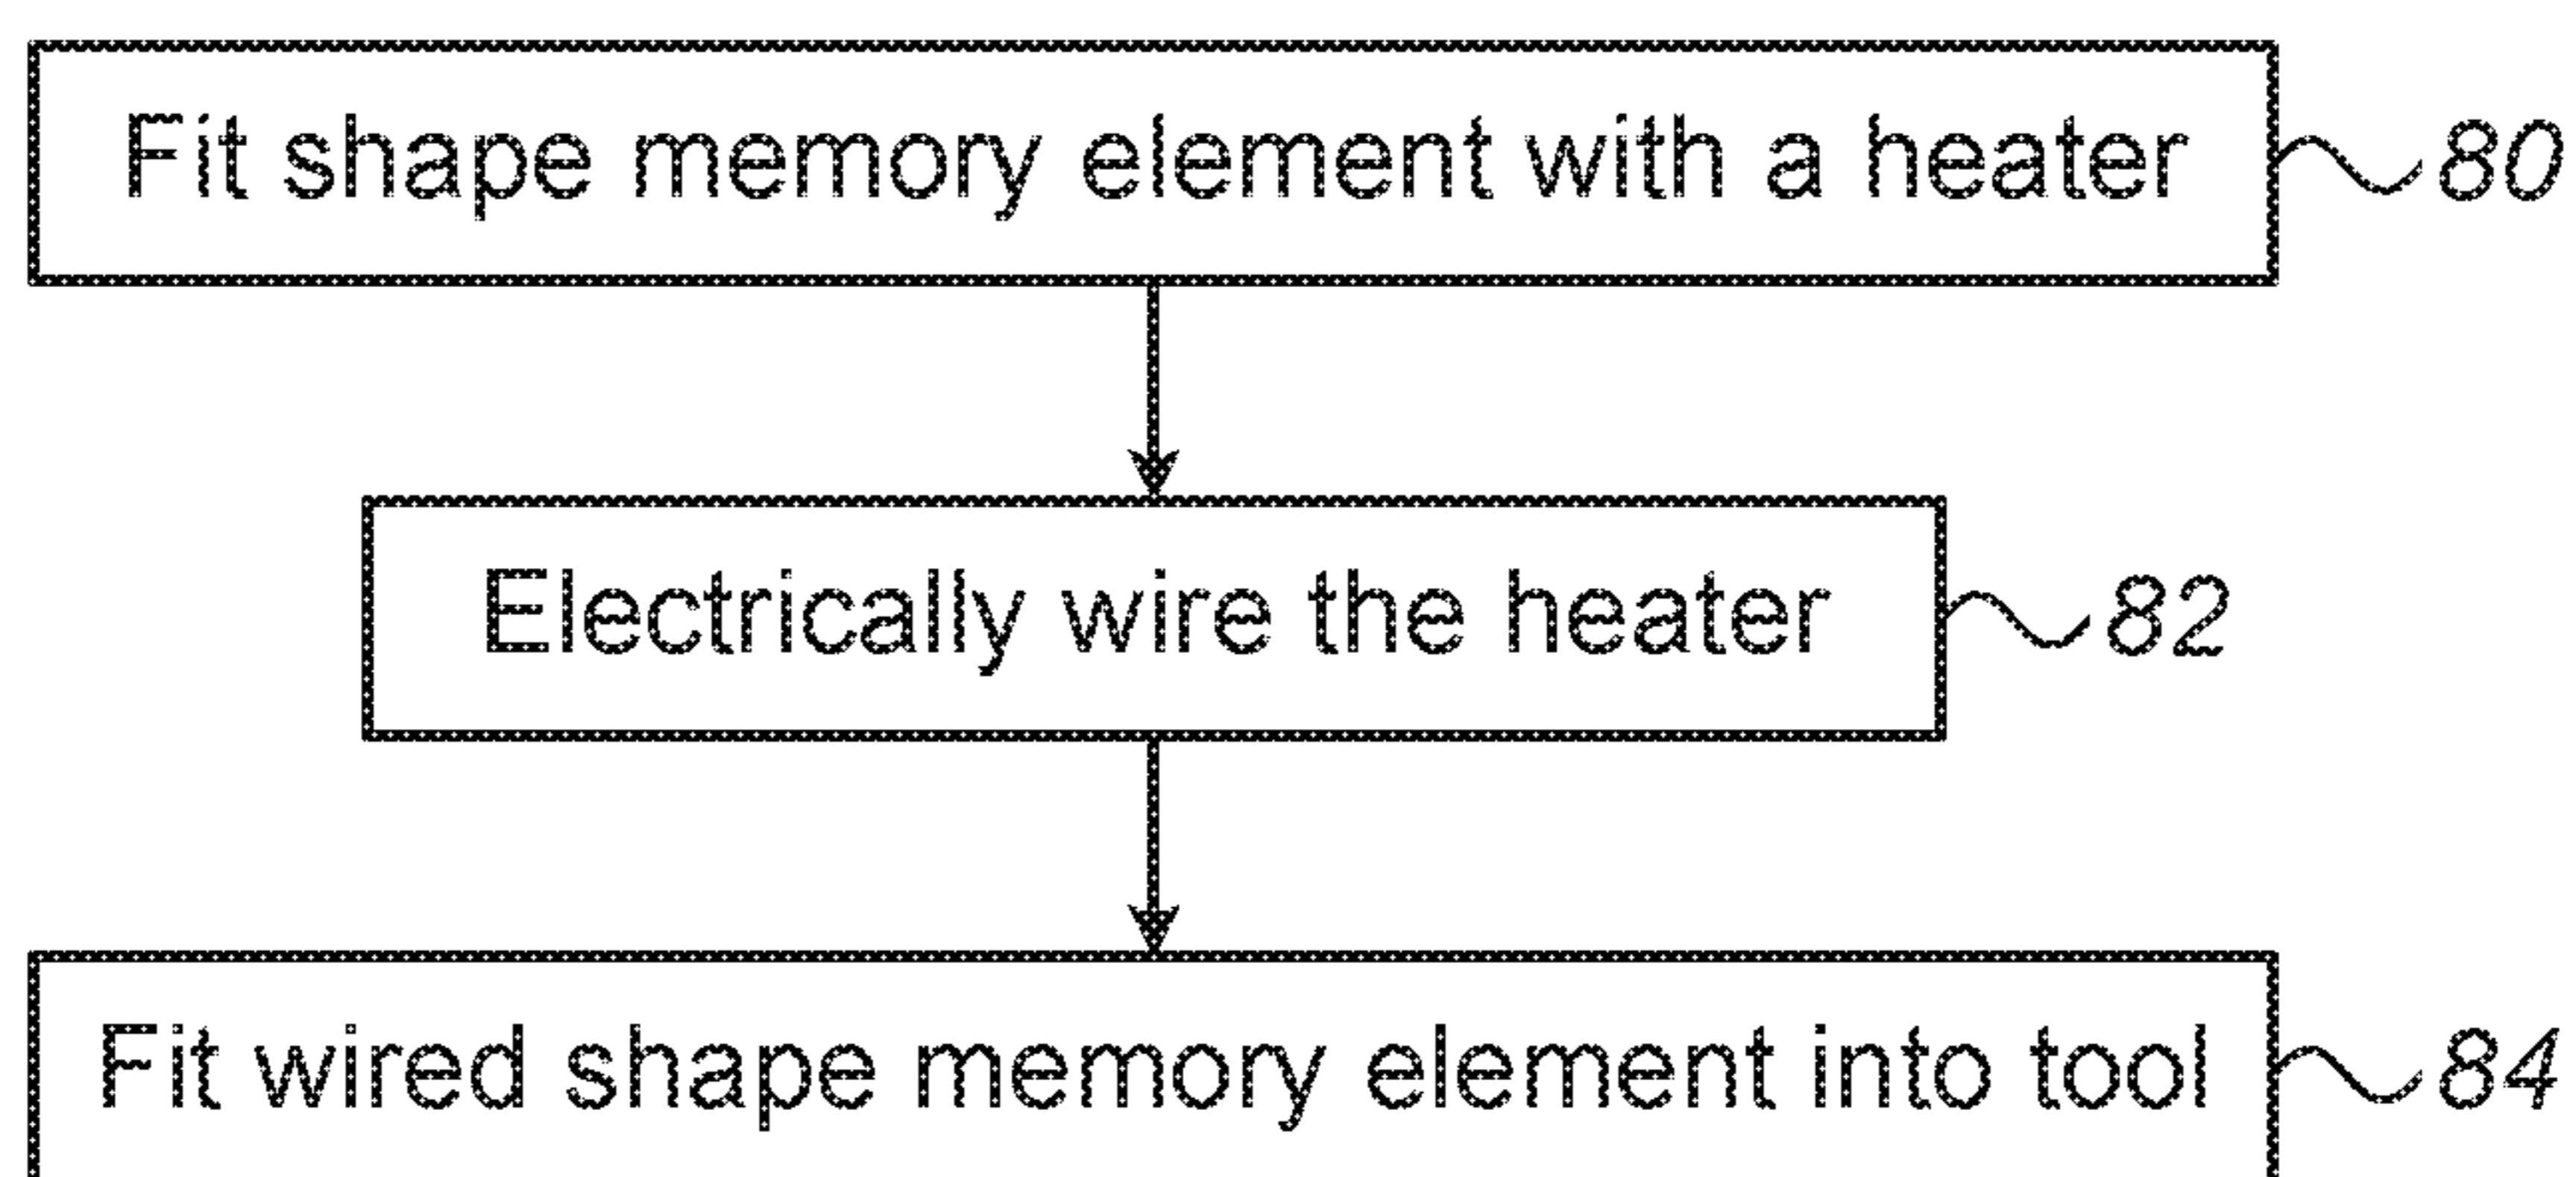 Fit shape memory element with a heater 80
Electrically wire the heater 82
Fit wired shape memory element into tool 84